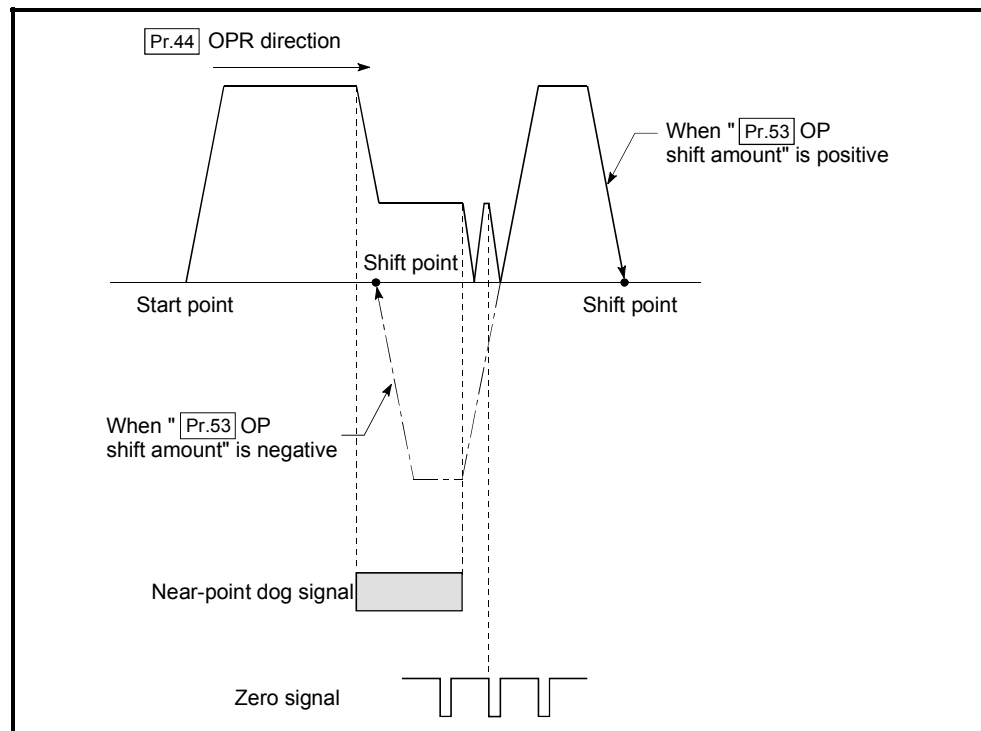 Pr.44 OPR direction
When " Pr.53 OP
shift amount" is positive
Shift point
Start point
Shift point
When " Pr.53 OP
shift amount" is negative
Near-point dog signal
Zero signal